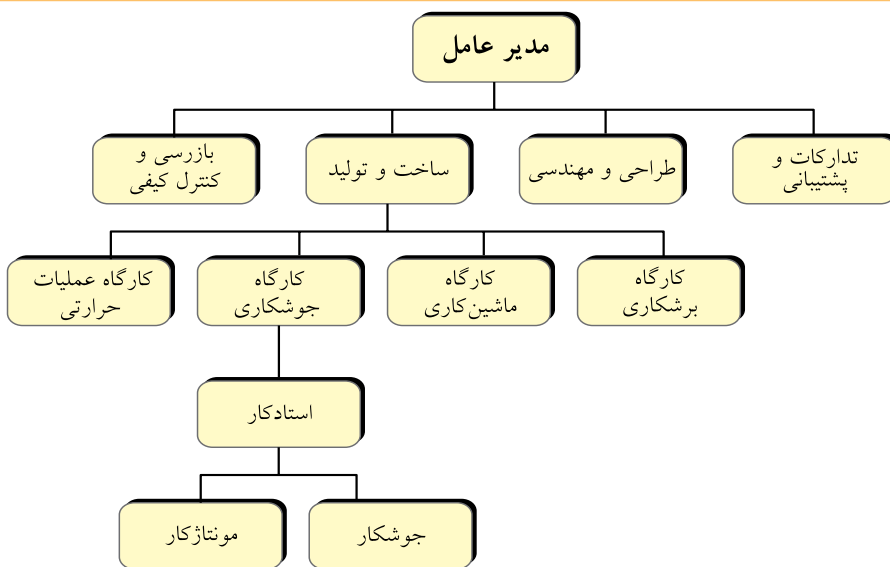 مدیر عامل
تدارکات و
پشتیبانی
طراحی و مهندسی
ساخت و تولید
بازرسی و
کنترل کیفی
کارگاه
برشکاری
کارگاه
ماشین‌کاری
کارگاه
جوشکاری
کارگاه عملیات
حرارتی
استادکار
جوشکار
مونتاژکار